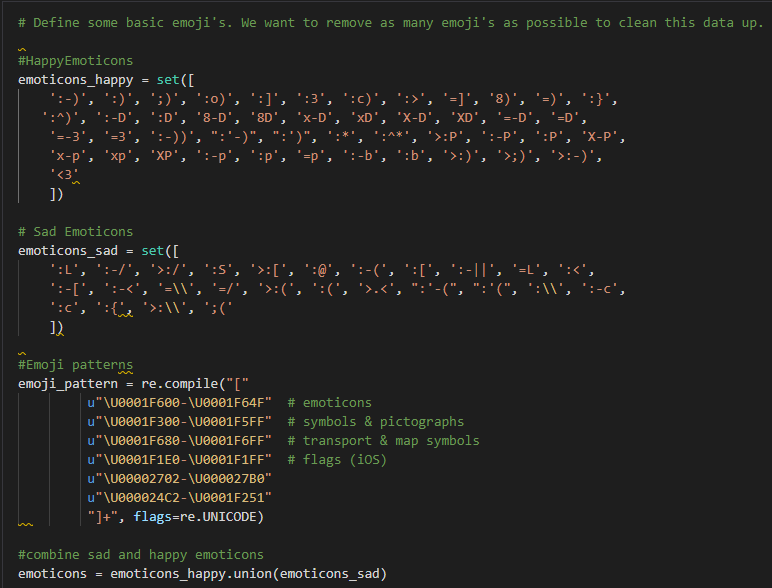 # Define some basic emoji's. We want to remove as many emoji's as possible to clean this data up.
#HappyEmoticons
emoticons_happy = set([
':-)', ':)', ';)', ':o)', ':]', ':3', ':c)', ':>', '=]', '8)', '=)', ':}',
':^)', ':-D', ':D', '8-D', '8D', 'x-D', 'xD', 'X-D', 'XD', '=-D', '=D',
'=-3', '=3', ':-))', ":'-)", ":')", ':*', ':^*', '>:P', ':-P', ':P', 'X-P',
'x-p', 'xp', 'XP', ':-p', ':p', '=p', ':-b', ':b', '>:)', '>;)', '>:-)',
'<3'
])
# Sad Emoticons
emoticons_sad = set([
':L', ':-/', '>:/', ':S', '>:[', ':@', ':-(', ':[', ':-||', '=L', ':<',
':-[', ':-<', '=\\', '=/', '>:(', ':(', '>.<', ":'-(", ":'(", ':\\', ':-c',
':c', ':{', '>:\\', ';('
])
#Emoji patterns
emoji_pattern = re.compile("["
u"\U0001F600-\U0001F64F"  # emoticons
u"\U0001F300-\U0001F5FF"  # symbols & pictographs
u"\U0001F680-\U0001F6FF"  # transport & map symbols
u"\U0001F1E0-\U0001F1FF"  # flags (iOS)
u"\U00002702-\U000027B0"
u"\U000024C2-\U0001F251"
"]+", flags=re.UNICODE)
#combine sad and happy emoticons
emoticons = emoticons_happy.union(emoticons_sad)